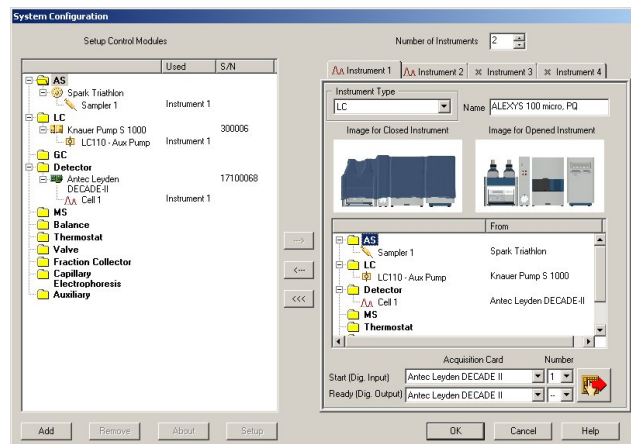 System Configuration
Setup Control Modules
Number of Instruments 2
Used S/N
AS
Spark Triathlon
Sampler 1 Instrument 1
LC
Knauer Pump S 1000 300006
LC110 - Aux Pump Instrument 1
GC
Detector
Antec Leyden DECADE-II 17100068
Cell 1 Instrument 1
MS
Balance
Thermostat
Valve
Fraction Collector
Capillary
Electrophoresis
Auxiliary
--->
<---
<<<
Instrument 1 Instrument 2 Instrument 3 Instrument 4
Instrument Type
LC Name ALEXYS 100 micro, PQ
Image for Closed Instrument Image for Opened Instrument
From
AS
Sampler 1 Spark Triathlon
LC
LC110 - Aux Pump Knauer Pump S 1000
Detector
Cell 1 Antec Leyden DECADE-II
MS
Thermostat
Acquisition Card Number
Start (Dig. Input) Antec Leyden DECADE II 1
Ready (Dig. Output) Antec Leyden DECADE II --
Add Remove About Setup OK Cancel Help